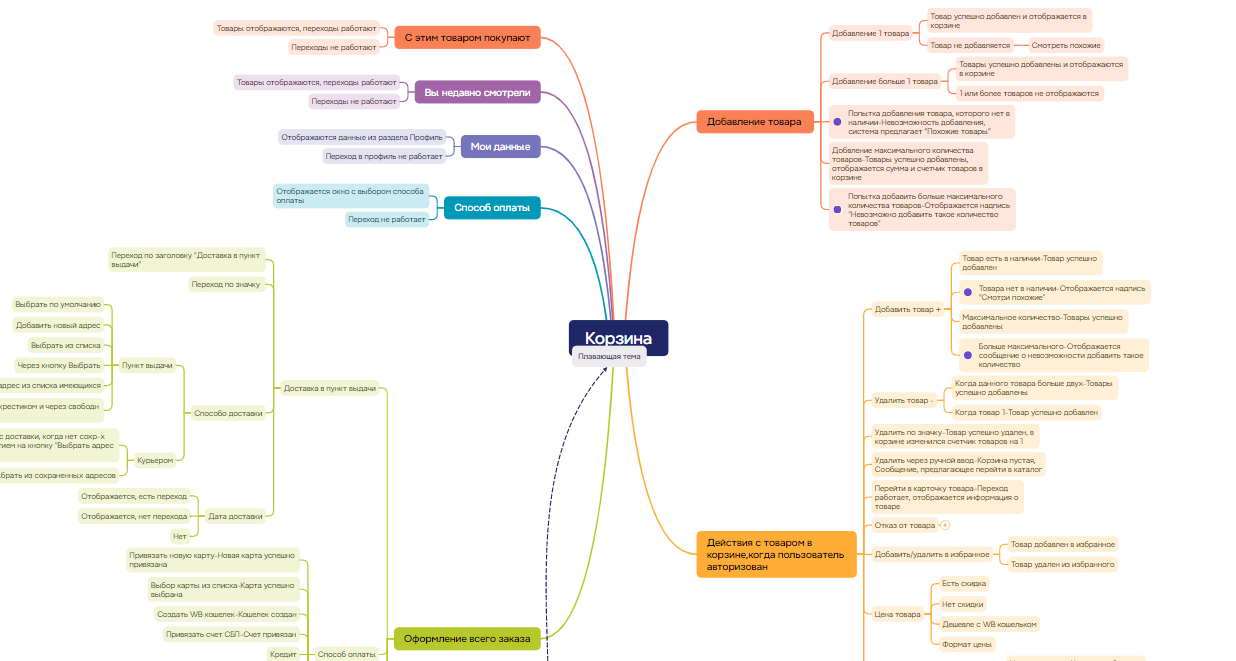 Корзина
Плавающая тема
С этим товаром покупают
Товары отображаются, переходы работают
Переходы не работают
Вы недавно смотрели
Товары отображаются, переходы работают
Переходы не работают
Мои данные
Отображаются данные из раздела Профиль
Переход в профиль не работает
Способ оплаты
Отображается окно с выбором способа
оплаты
Переход не работает
Оформление всего заказа
Доставка в пункт выдачи
Переход по заголовку "Доставка в пункт
выдачи"
Переход по значку
Способо доставки
Пункт выдачи
Выбрать по умолчанию
Добавить новый адрес
Выбрать из списка
Через кнопку Выбрать
адрес из списка имеющихся
крестиком и через свободн
Курьером
с доставки, когда нет сохр-х
тием на кнопку "Выбрать адрес
брать из сохраненных адресов
Дата доставки
Отображается, есть переход
Отображается, нет перехода
Нет
Способ оплаты
Привязать новую карту-Новая карта успешно
привязана
Выбор карты из списка-Карта успешно
выбрана
Создать WB кошелек-Кошелек создан
Привязать счет СБП-Счет привязан
Кредит
Добавление товара
Добавление 1 товара
Товар успешно добавлен и отображается в
корзине
Товар не добавляется
Смотреть похожие
Добавление больше 1 товара
Товары успешно добавлены и отображаются
в корзине
1 или более товаров не отображаются
Попытка добавления товара, которого нет в
наличии-Невозможность добавления,
система предлагает "Похожие товары"
Добвление максимального количества
товаров-Товары успешно добавлены,
отображается сумма и счетчик товаров в
корзине
Попытка добавить больше максимального
количества товаров-Отображается надпись
"Невозможно добавить такое количество
товаров"
Действия с товаром в
корзине,когда пользователь
авторизован
Добавить товар +
Товар есть в наличии-Товар успешно
добавлен
Товара нет в наличии-Отображается надпись
"Смотри похожие"
Максимальное количество-Товары успешно
добавлены
Больше максимального-Отображается
сообщение о невозможности добавить такое
количество
Удалить товар -
Когда данного товара больше двух-Товары
успешно добавлены
Когда товар 1-Товар успешно добавлен
Удалить по значку-Товар успешно удален, в
корзине изменился счетчик товаров на 1
Удалить через ручной ввод-Корзина пустая,
Сообщение, предлагающее перейти в каталог
Перейти в карточку товара-Переход
работает, отображается информация о
товаре
Отказ от товара
Добавить/удалить в избранное
Товар добавлен в избранное
Товар удален из избранного
Цена товара
Есть скидка
Нет скидки
Дешевле с WB кошельком
Формат цены